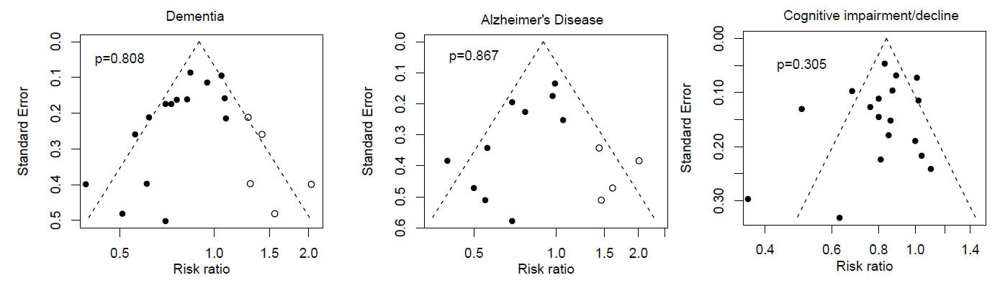 Dementia
p=0.808
Standard Error
0.0
0.1
0.2
0.3
0.4
0.5
0.5
1.0
1.5
2.0
Risk ratio
Alzheimer's Disease
p=0.867
Standard Error
0.0
0.1
0.2
0.3
0.4
0.5
0.6
0.5
1.0
1.5
2.0
Risk ratio
Cognitive impairment/decline
p=0.305
Standard Error
0.00
0.10
0.20
0.30
0.4
0.6
0.8
1.0
1.4
Risk ratio